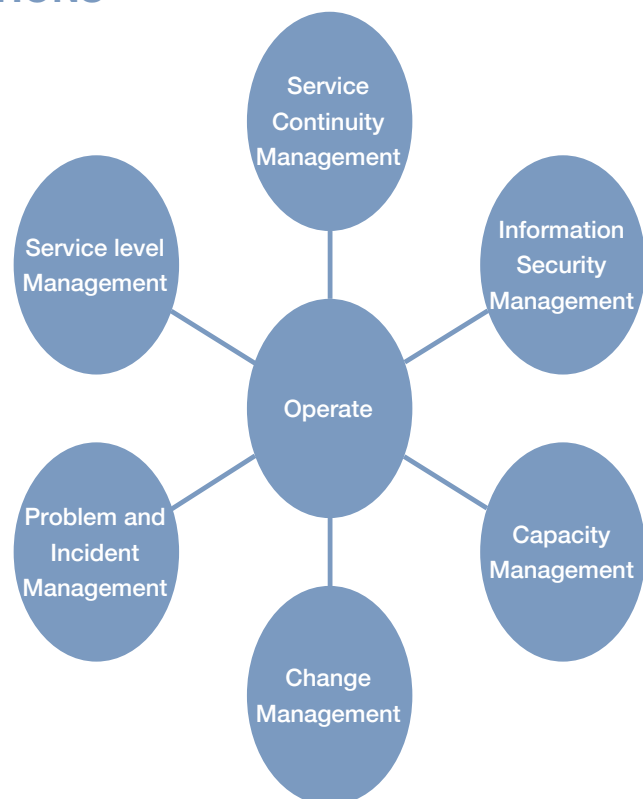 Service
Continuity
Management
Service level
Management
Information
Security
Management
Operate
Problem and
Incident
Management
Capacity
Management
Change
Management